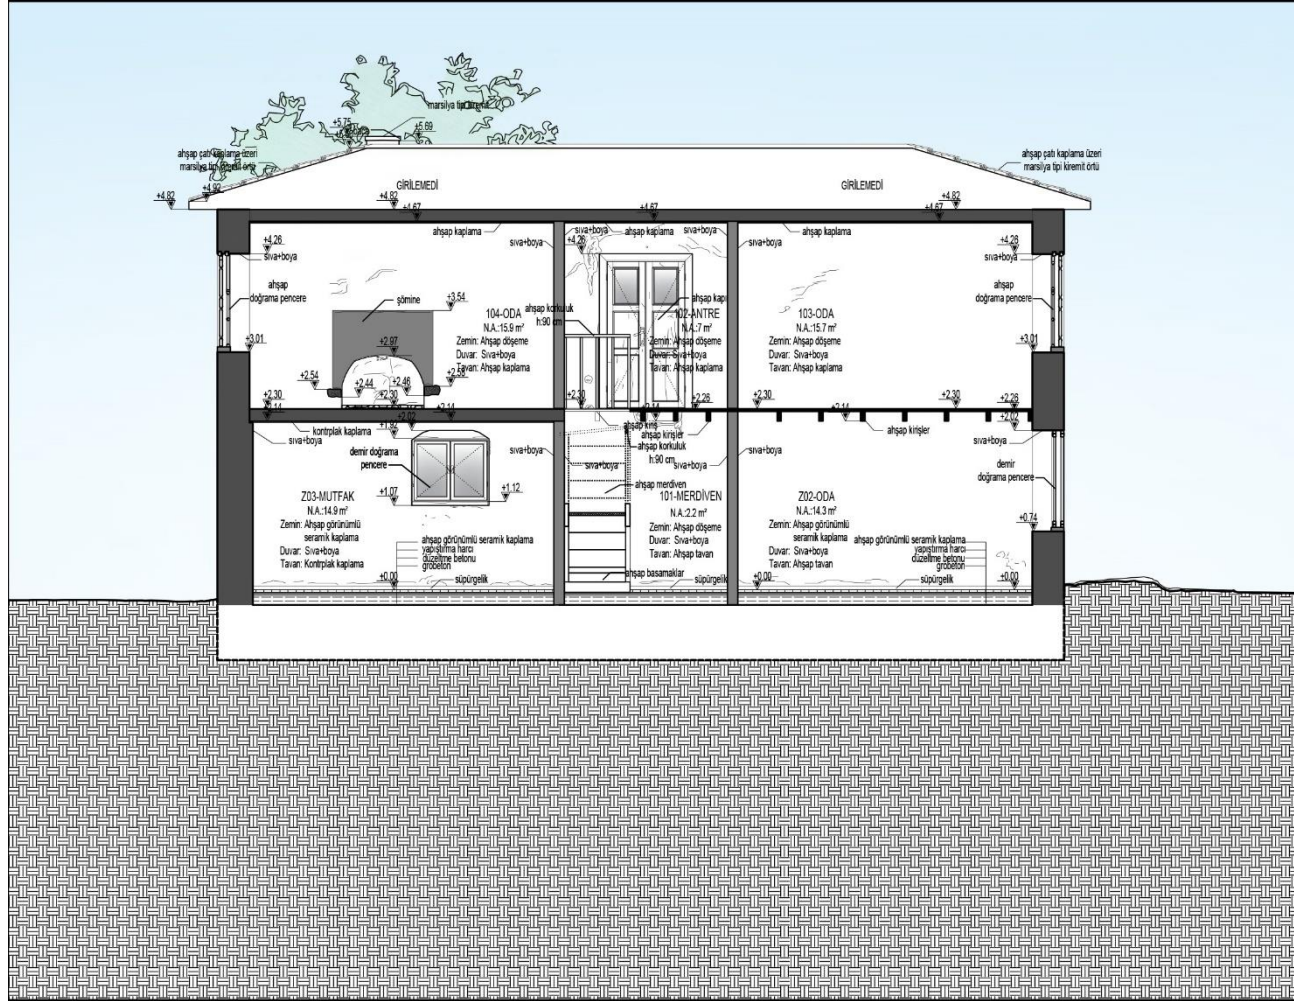 marsilya tipi kiremit
+5.75
+5.69
ahşap çatı kaplama üzeri
marsilya tipi kiremit örtü
ahşap çatı kaplama üzeri
marsilya tipi kiremit örtü
+4.82
+4.92
GİRİLEMEDİ
GİRİLEMEDİ
+4.82
+4.67
+4.67
+4.82
+4.67
ahşap kaplama
sıva+boya
sıva+boya
ahşap kaplama
sıva+boya
sıva+boya
ahşap kaplama
+4.26
sıva+boya
+4.26
+4.26
sıva+boya
ahşap
doğrama pencere
şömine
+3.54
104-ODA
N.A.:15.9 m²
Zemin: Ahşap döşeme
Duvar: Sıva+boya
Tavan: Ahşap kaplama
ahşap korkuluk
h:90 cm
ahşap kapı
102-ANTRE
N.A.:7 m²
Zemin: Ahşap döşeme
Duvar: Sıva+boya
Tavan: Ahşap kaplama
103-ODA
N.A.:15.7 m²
Zemin: Ahşap döşeme
Duvar: Sıva+boya
Tavan: Ahşap kaplama
ahşap
doğrama pencere
+3.01
+2.97
+3.01
+2.54
+2.44
+2.46
+2.58
+2.30
+2.14
+2.30
+2.14
+2.30
+2.26
+2.14
+2.30
+2.14
+2.30
+2.26
+2.02
+2.02
+1.92
kontrplak kaplama
sıva+boya
ahşap kiriş
ahşap kirişler
ahşap korkuluk
h:90 cm
ahşap kirişler
sıva+boya
demir doğrama
pencere
sıva+boya
sıva+boya
sıva+boya
sıva+boya
demir
doğrama pencere
ahşap merdiven
+1.07
+1.12
Z03-MUTFAK
N.A.:14.9 m²
Zemin: Ahşap görünümlü
seramik kaplama
Duvar: Sıva+boya
Tavan: Kontrplak kaplama
101-MERDİVEN
N.A.:2.2 m²
Zemin: Ahşap döşeme
Duvar: Sıva+boya
Tavan: Ahşap tavan
Z02-ODA
N.A.:14.3 m²
Zemin: Ahşap görünümlü
seramik kaplama
Duvar: Sıva+boya
Tavan: Ahşap tavan
+0.74
ahşap görünümlü seramik kaplama
yapıştırma harcı
düzeltme betonu
grobeton
ahşap görünümlü seramik kaplama
yapıştırma harcı
düzeltme betonu
grobeton
+0.00
süpürgelik
ahşap basamaklar
süpürgelik
+0.00
süpürgelik
+0.00